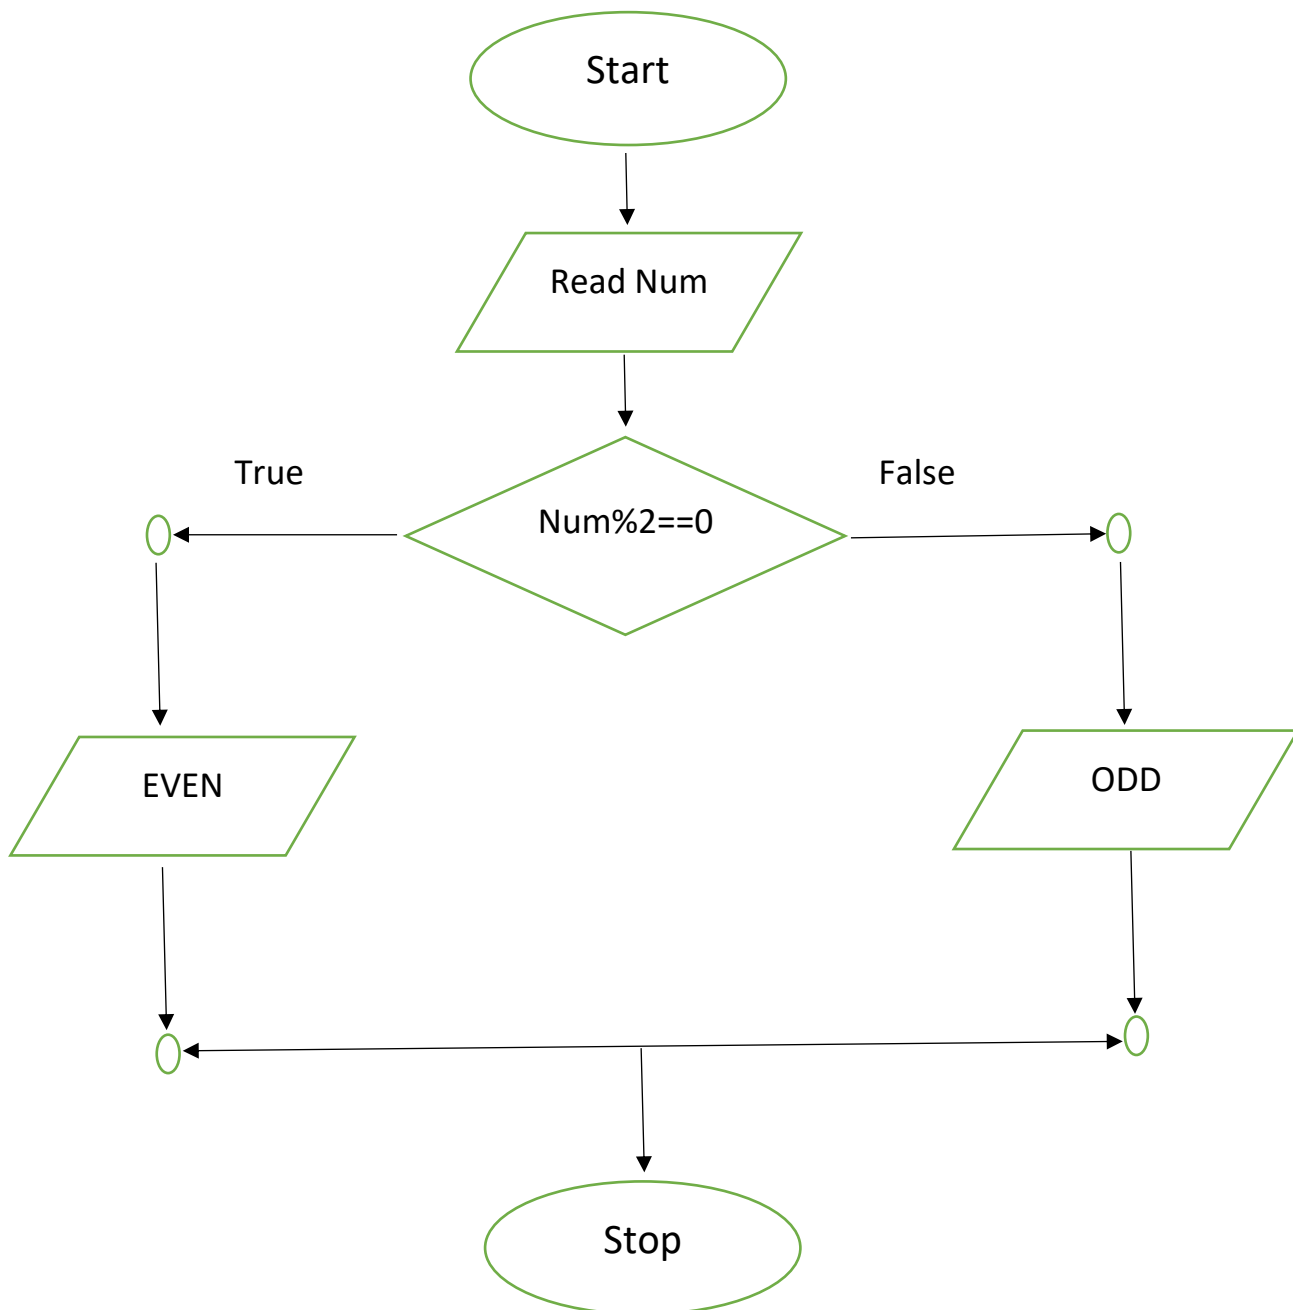 Start
Read Num
True
False
Num%2==0
EVEN
ODD
Stop